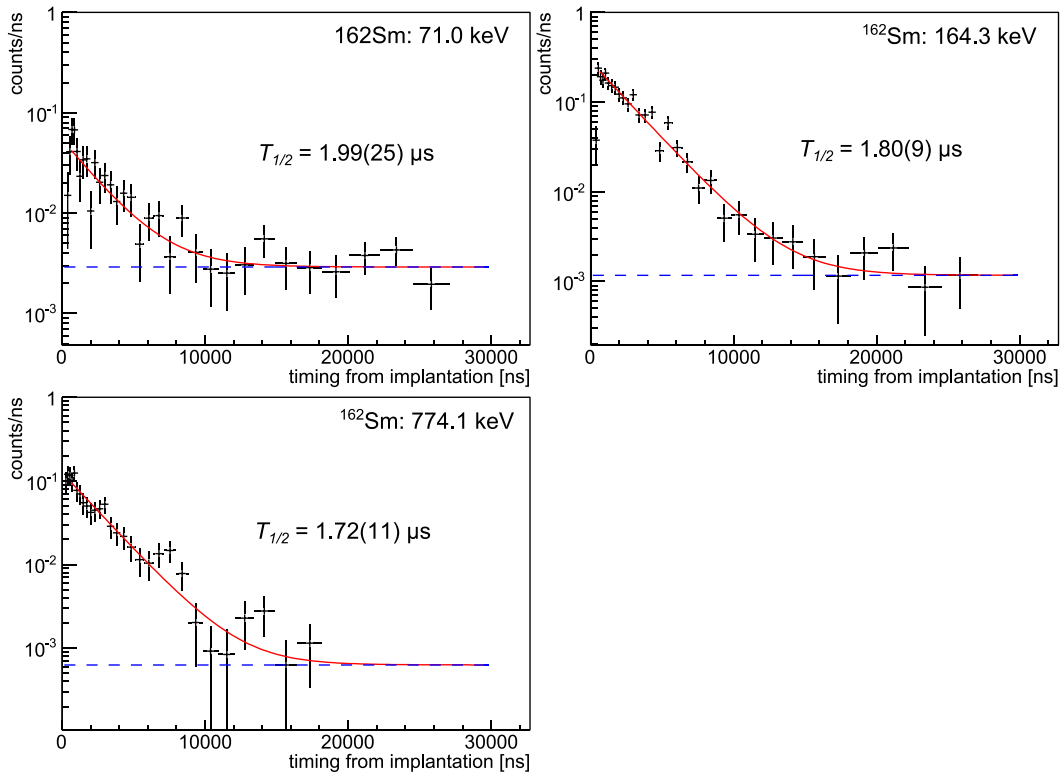 counts/ns
1
10⁻¹
10⁻²
10⁻³
162Sm: 71.0 keV
T1/2 = 1.99(25) μs
0 10000 20000 30000
timing from implantation [ns]
counts/ns
1
10⁻¹
10⁻²
10⁻³
¹⁶²Sm: 164.3 keV
T1/2 = 1.80(9) μs
0 10000 20000 30000
timing from implantation [ns]
counts/ns
1
10⁻¹
10⁻²
10⁻³
¹⁶²Sm: 774.1 keV
T1/2 = 1.72(11) μs
0 10000 20000 30000
timing from implantation [ns]